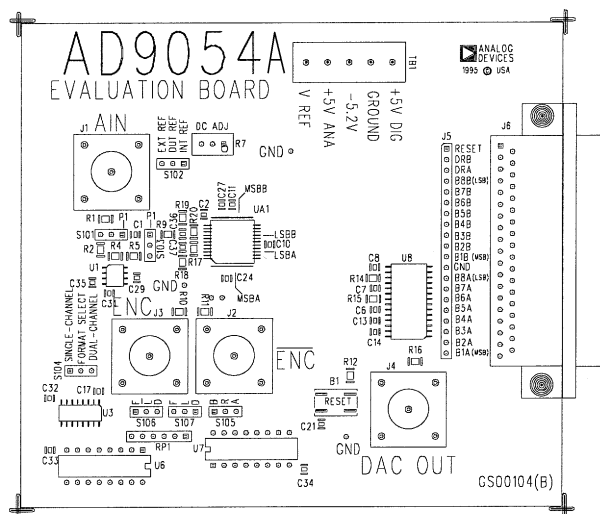 AD9054A
EVALUATION BOARD
TB1
V REF
+5V ANA
-5.2V
GROUND
+5V DIG
ANALOG
DEVICES
1995 © USA
J1
AIN
EXT REF
DUT REF
INT REF
S102
DC ADJ
R7
GND
J5
J6
RESET
DRB
DRA
B8B(LSB)
B7B
B6B
B5B
B4B
B3B
B2B
B1B(MSB)
GND
B8A(LSB)
B7A
B6A
B5A
B4A
B3A
B2A
B1A(MSB)
C27
C11
MSBB
R19
C36
R20
C2
UA1
R1
P1
P1
S101
C1
R9
S103
C37
LSBB
C10
LSBA
R2
R4
R5
R17
R18
U1
C29
GND
C24
MSBA
C35
C31
R10
R11
ENC
J3
J2
ENC
SINGLE-CHANNEL
FORMAT SELECT
DUAL-CHANNEL
S104
C8
U8
R14
C7
R15
C6
C13
C14
R16
R12
J4
B1
RESET
C32
C17
U3
F
L
D
S106
F
L
D
S107
B
R
A
S105
C21
GND
DAC OUT
RP1
U7
C33
U6
C34
GS00104(B)